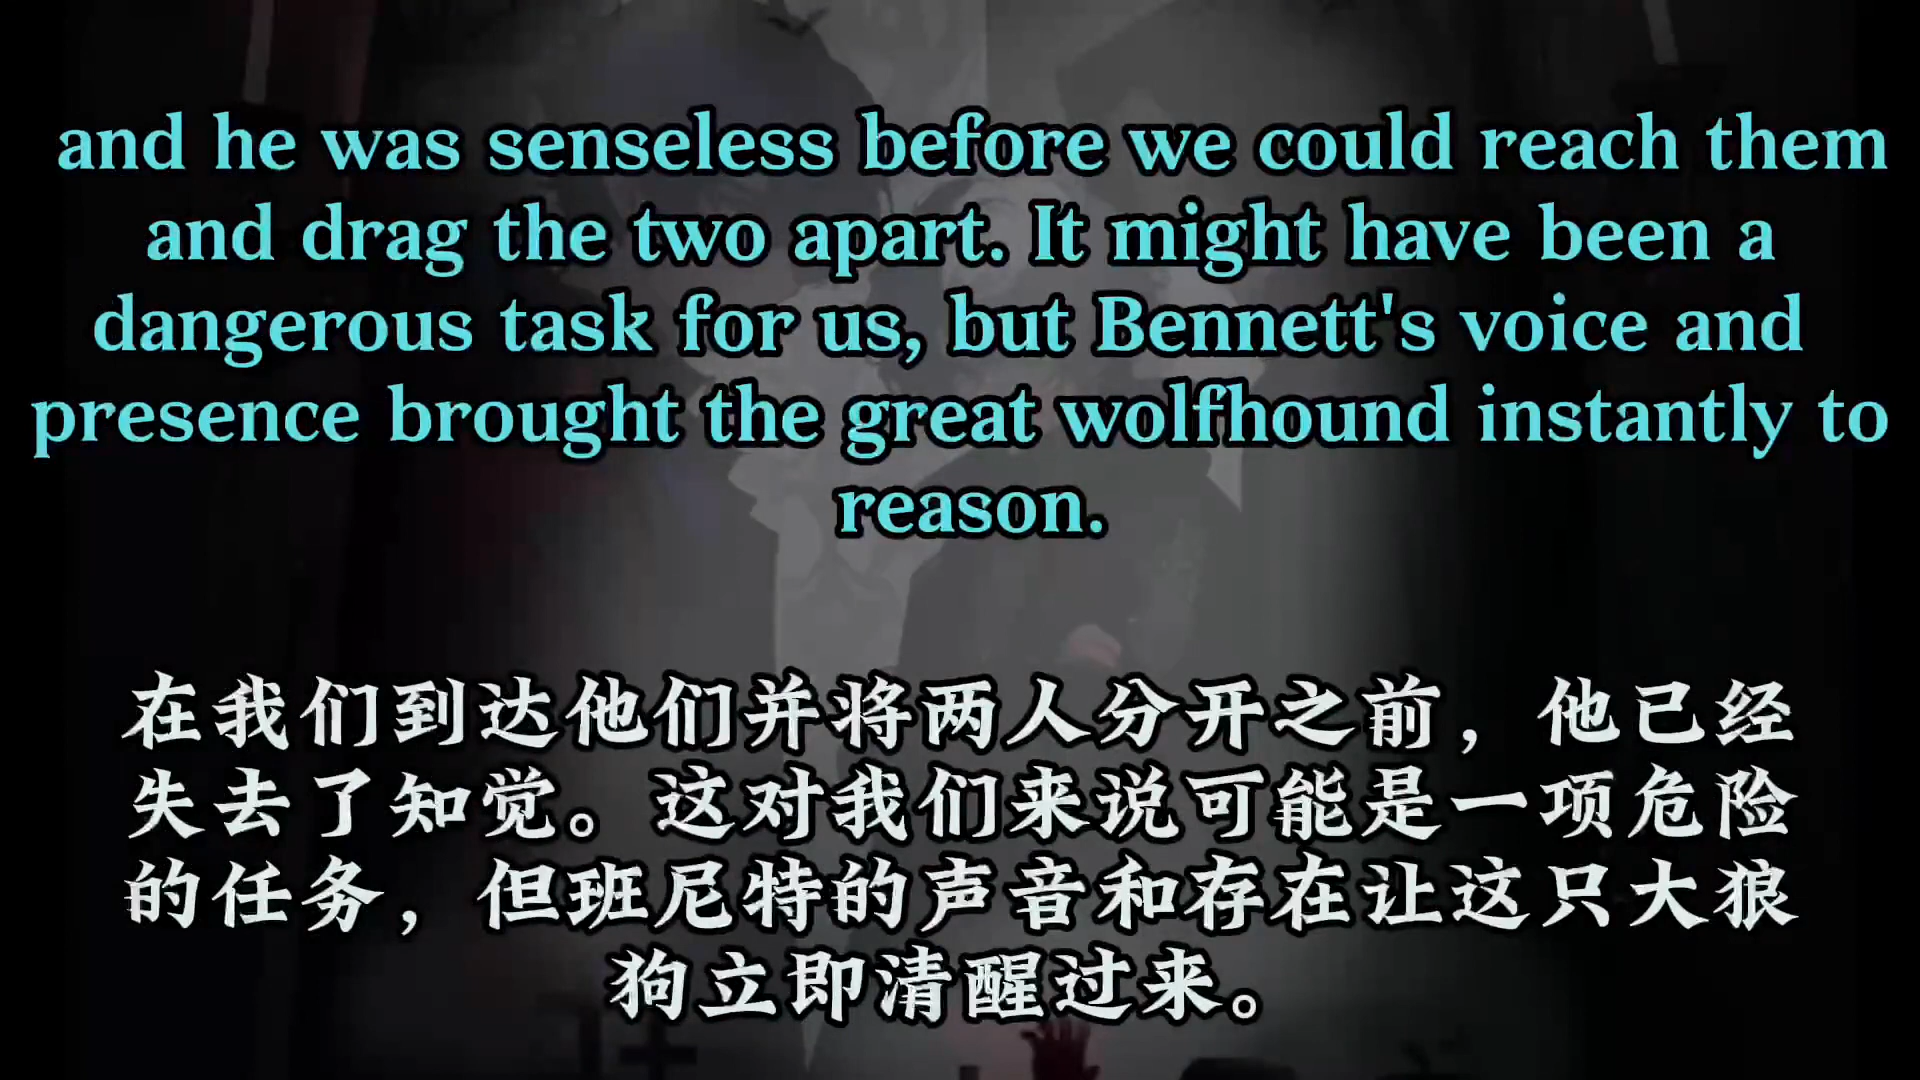 and he was senseless before we could reach them
and drag the two apart. It might have been a
dangerous task for us, but Bennett's voice and
presence brought the great wolfhound instantly to
reason.
在我们到达他们并将两人分开之前，他已经
失去了知觉。这对我们来说可能是一项危险
的任务，但班尼特的声音和存在让这只大狼
狗立即清醒过来。